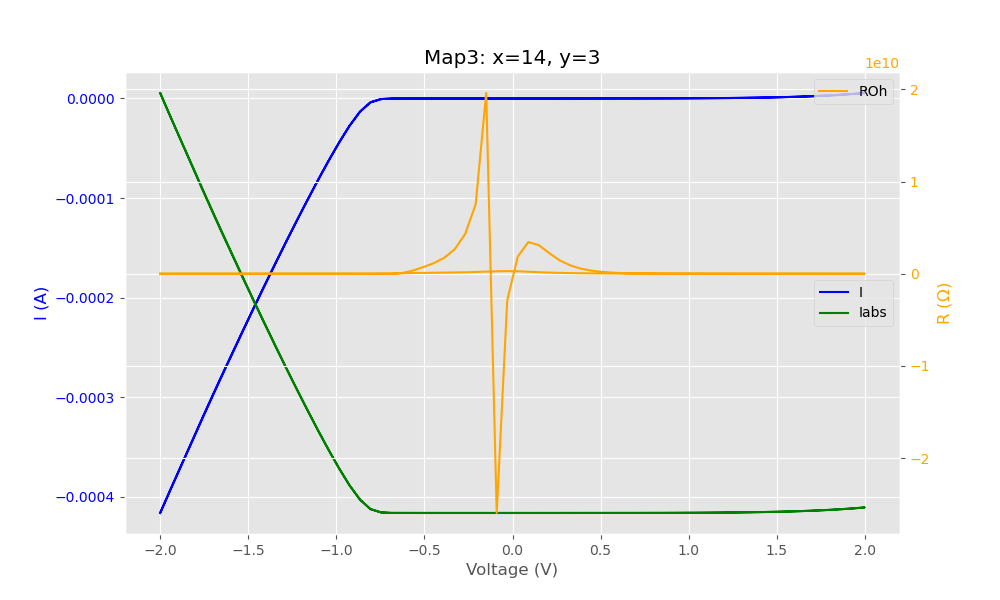 Map3: x=14, y=3
1e10
0.0000
−0.0001
−0.0002
−0.0003
−0.0004
I (A)
−2.0
−1.5
−1.0
−0.5
0.0
0.5
1.0
1.5
2.0
Voltage (V)
2
1
0
−1
−2
R (Ω)
ROh
I
Iabs